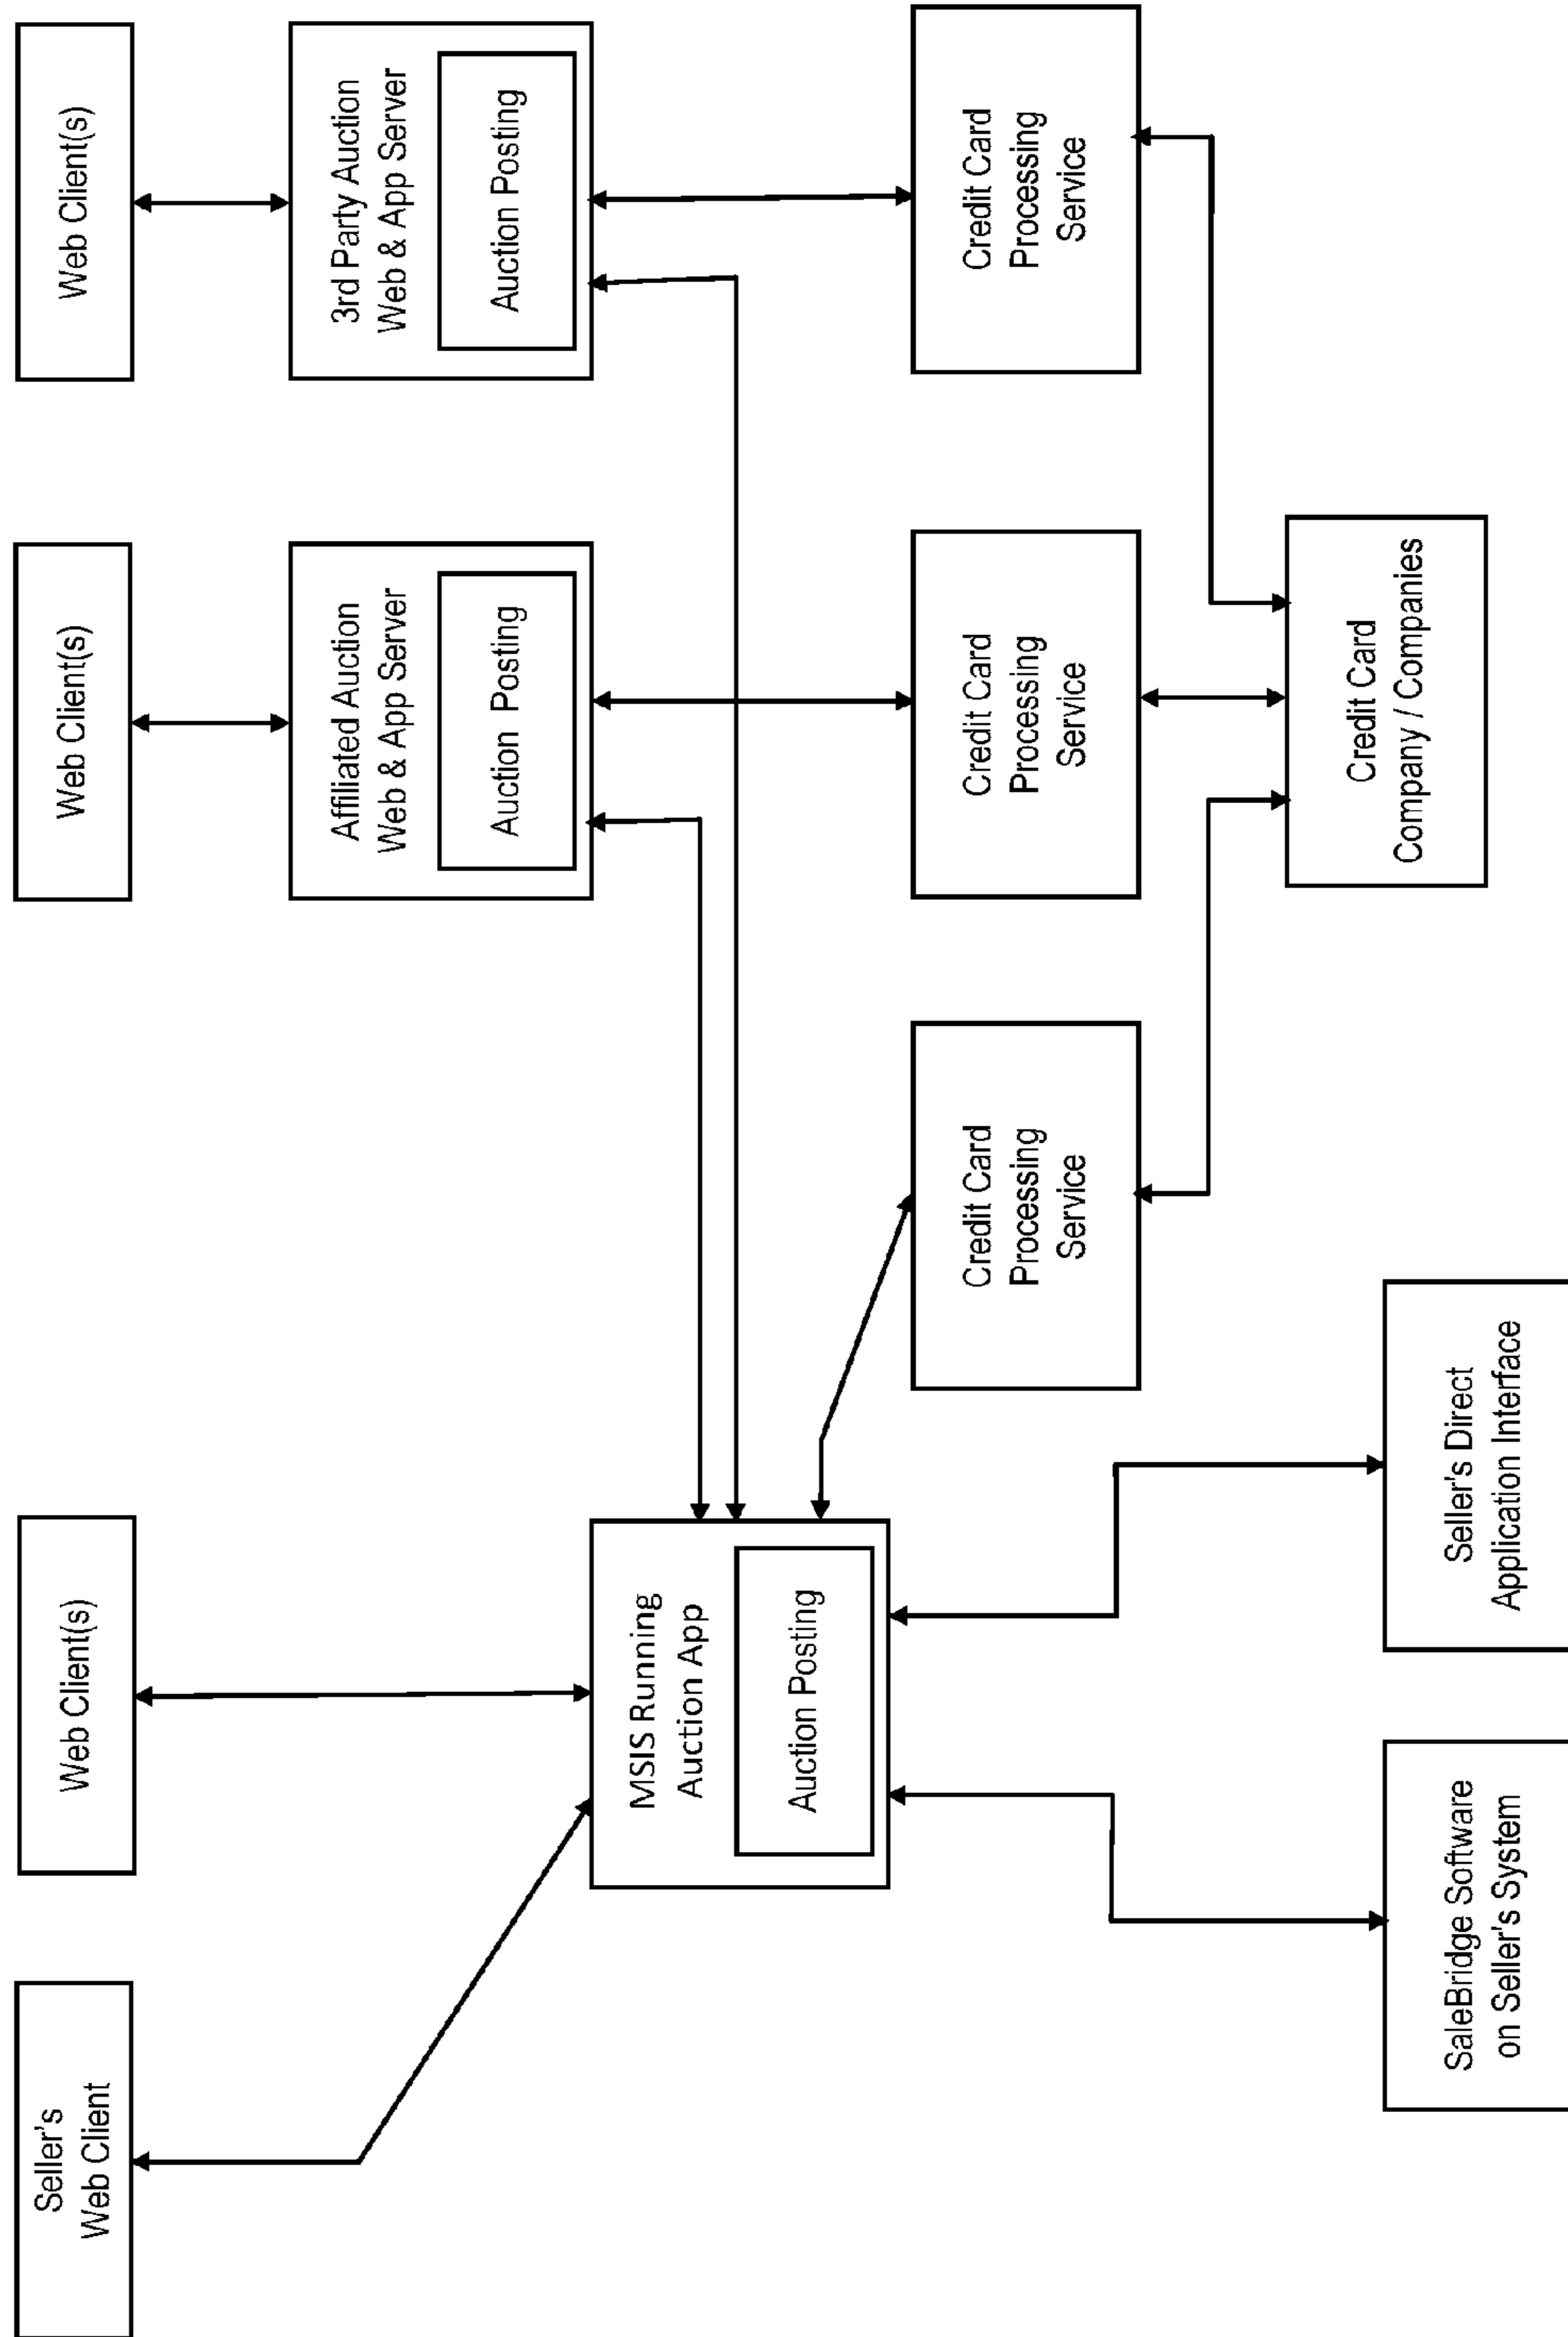 Seller's
Web Client
Web Client(s)
Web Client(s)
Web Client(s)
MSIS Running
Auction App
Auction Posting
Affiliated Auction
Web & App Server
Auction Posting
3rd Party Auction
Web & App Server
Auction Posting
Credit Card
Processing
Service
Credit Card
Processing
Service
Credit Card
Processing
Service
SaleBridge Software
on Seller's System
Seller's Direct
Application Interface
Credit Card
Company / Companies